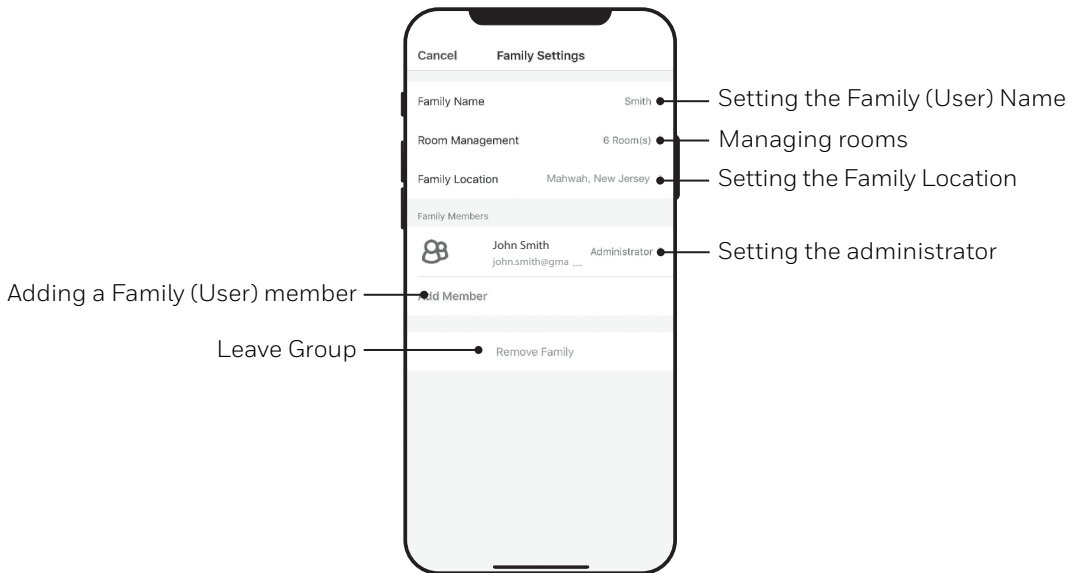 Cancel Family Settings
Family Name Smith Setting the Family (User) Name
Room Management 6 Room(s) Managing rooms
Family Location Mahwah, New Jersey Setting the Family Location
Family Members
John Smith Administrator Setting the administrator
john.smith@gma ....
Adding a Family (User) member Add Member
Leave Group Remove Family